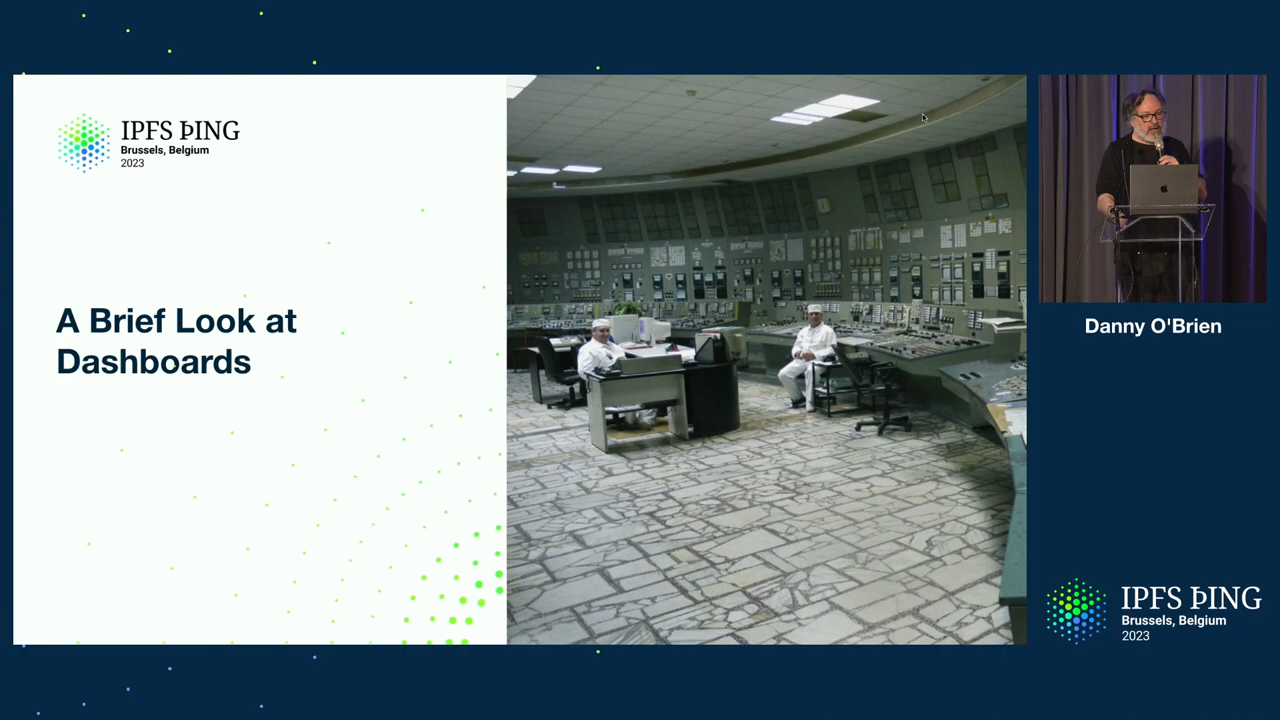 IPFS ÞING
Brussels, Belgium
2023
A Brief Look at
Dashboards
Danny O'Brien
IPFS ÞING
Brussels, Belgium
2023